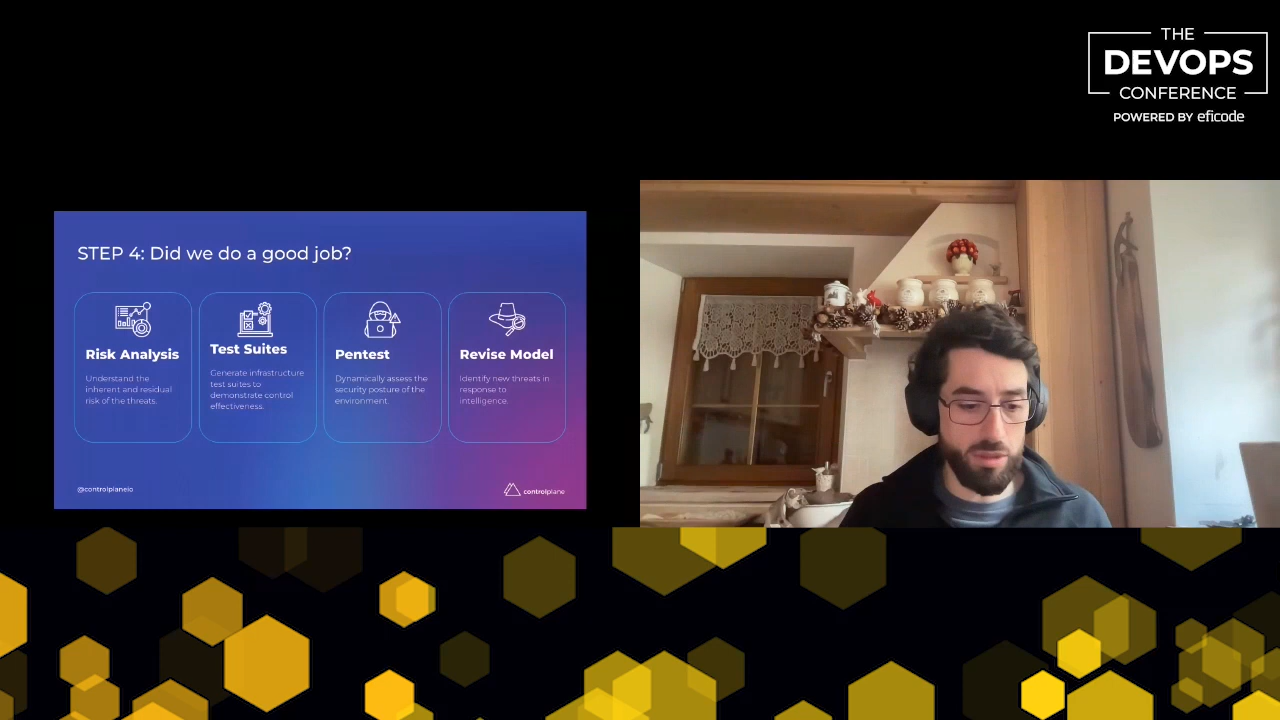 THE
DEVOPS
CONFERENCE
POWERED BY eficode
STEP 4: Did we do a good job?
Risk Analysis
Understand the
inherent and residual
risk of the threats.
Test Suites
Generate infrastructure
test suites to
demonstrate control
effectiveness.
Pentest
Dynamically assess the
security posture of the
environment.
Revise Model
Identify new threats in
response to
intelligence.
@controlplaneio
controlplane